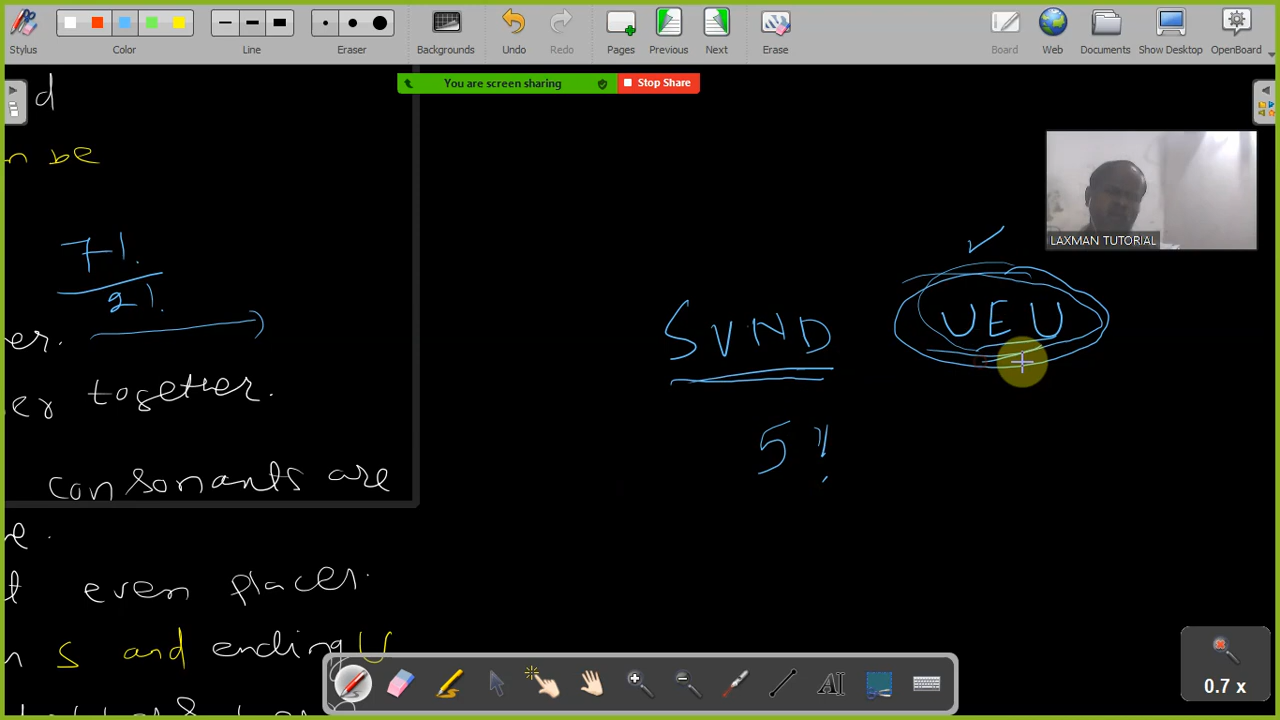 Stylus
Color
Line
Eraser
Backgrounds
Undo
Redo
Pages
Previous
Next
Erase
Board
Web
Documents
Show Desktop
OpenBoard
You are screen sharing
Stop Share
d
n be
7!
2!
er.
er together.
consonants are
e.
t even places.
n s and ending U
SVND
UEU
5!
LAXMAN TUTORIAL
0.7 x